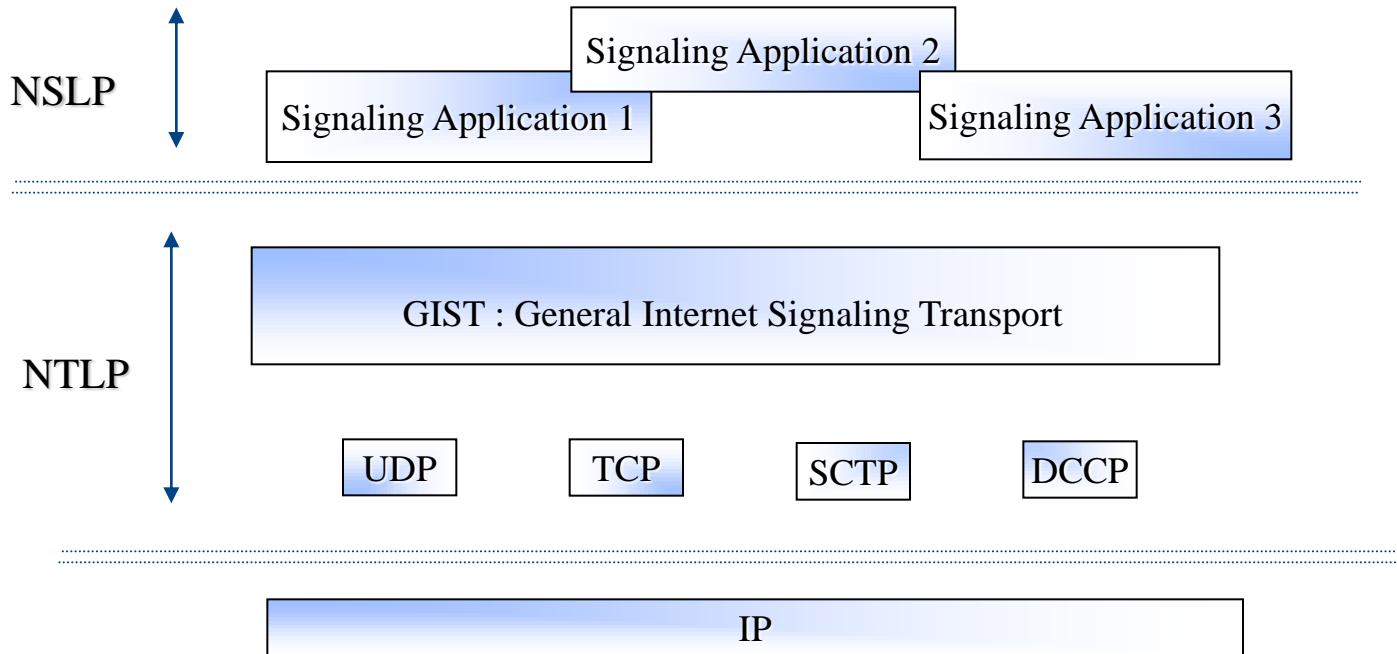 Signaling Application 2
NSLP
Signaling Application 1
Signaling Application 3
GIST : General Internet Signaling Transport
NTLP
UDP
TCP
SCTP
DCCP
IP